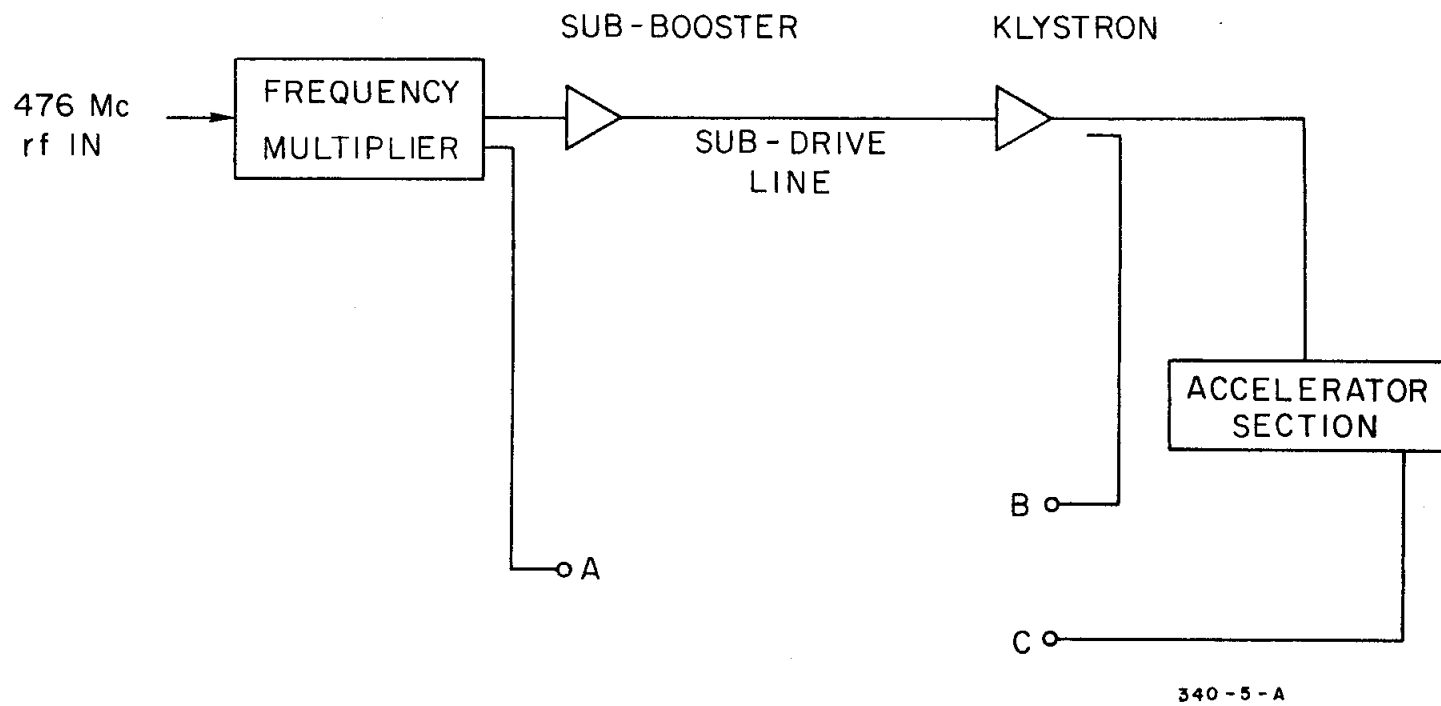 SUB-BOOSTER
KLYSTRON
476 Mc
rf IN
FREQUENCY
MULTIPLIER
SUB-DRIVE
LINE
ACCELERATOR
SECTION
B
A
C
340-5-A